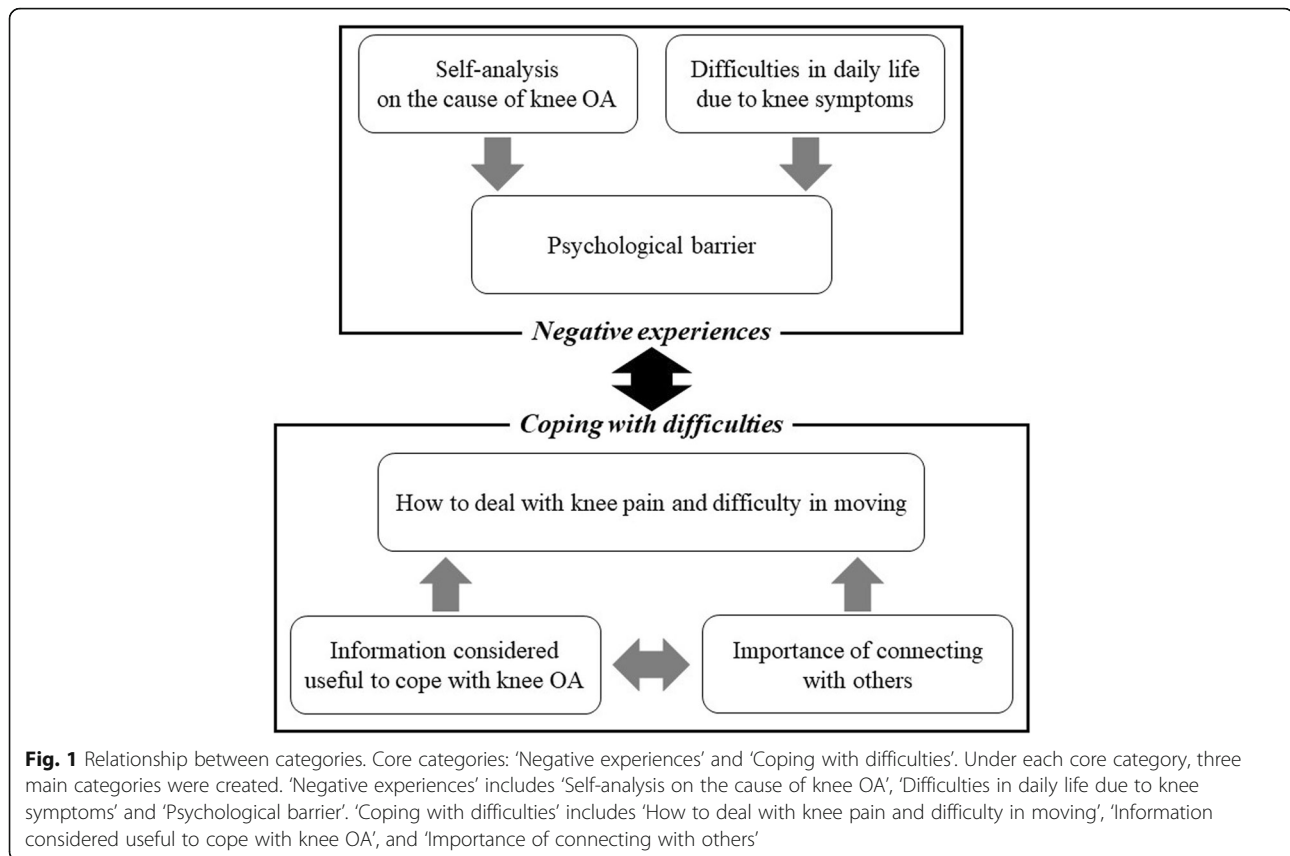 Self-analysis
on the cause of knee OA
Difficulties in daily life
due to knee symptoms
Psychological barrier
Negative experiences
Coping with difficulties
How to deal with knee pain and difficulty in moving
Information considered
useful to cope with knee OA
Importance of connecting
with others
Fig. 1 Relationship between categories. Core categories: ‘Negative experiences’ and ‘Coping with difficulties’. Under each core category, three
main categories were created. ‘Negative experiences’ includes ‘Self-analysis on the cause of knee OA’, ‘Difficulties in daily life due to knee
symptoms’ and ‘Psychological barrier’. ‘Coping with difficulties’ includes ‘How to deal with knee pain and difficulty in moving’, ‘Information
considered useful to cope with knee OA’, and ‘Importance of connecting with others’